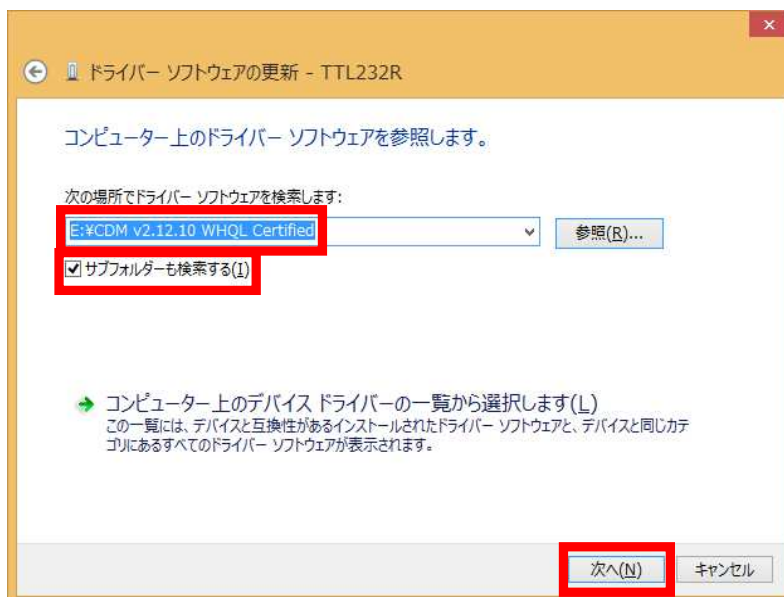 ドライバー ソフトウェアの更新 - TTL232R
コンピューター上のドライバー ソフトウェアを参照します。
次の場所でドライバー ソフトウェアを検索します:
E:¥CDM v2.12.10 WHQL Certified
参照(R)...
サブフォルダーも検索する(I)
コンピューター上のデバイス ドライバーの一覧から選択します(L)
この一覧には、デバイスと互換性があるインストールされたドライバー ソフトウェアと、デバイスと同じカテ
ゴリにあるすべてのドライバー ソフトウェアが表示されます。
次へ(N)
キャンセル